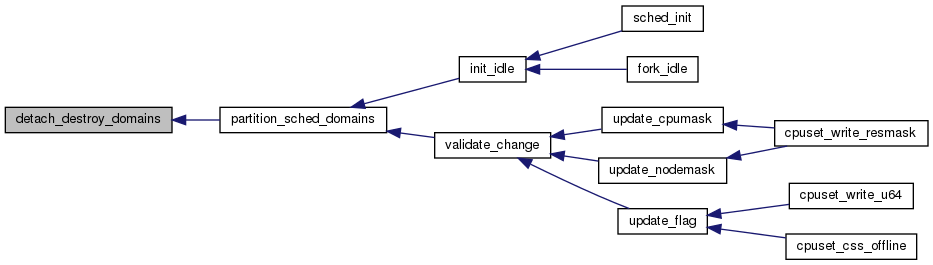 sched_init
init_idle
fork_idle
detach_destroy_domains
partition_sched_domains
update_cpumask
cpuset_write_resmask
validate_change
update_nodemask
cpuset_write_u64
update_flag
cpuset_css_offline